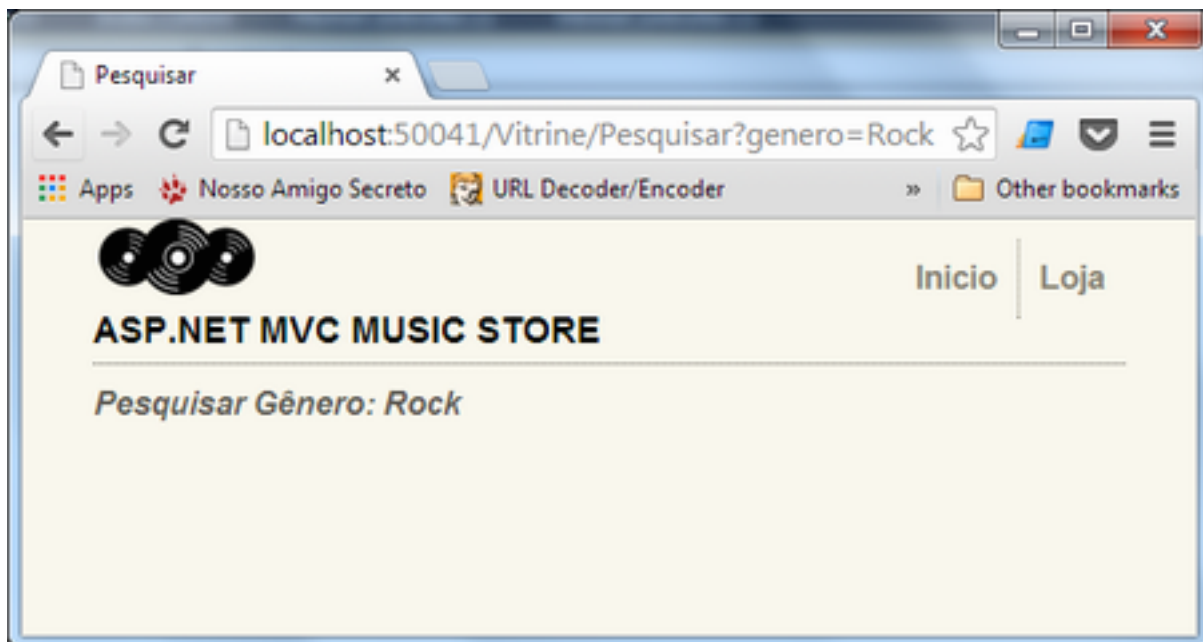 Pesquisar
localhost:50041/Vitrine/Pesquisar?genero=Rock
Apps Nosso Amigo Secreto URL Decoder/Encoder » Other bookmarks
Inicio Loja
ASP.NET MVC MUSIC STORE
Pesquisar Gênero: Rock